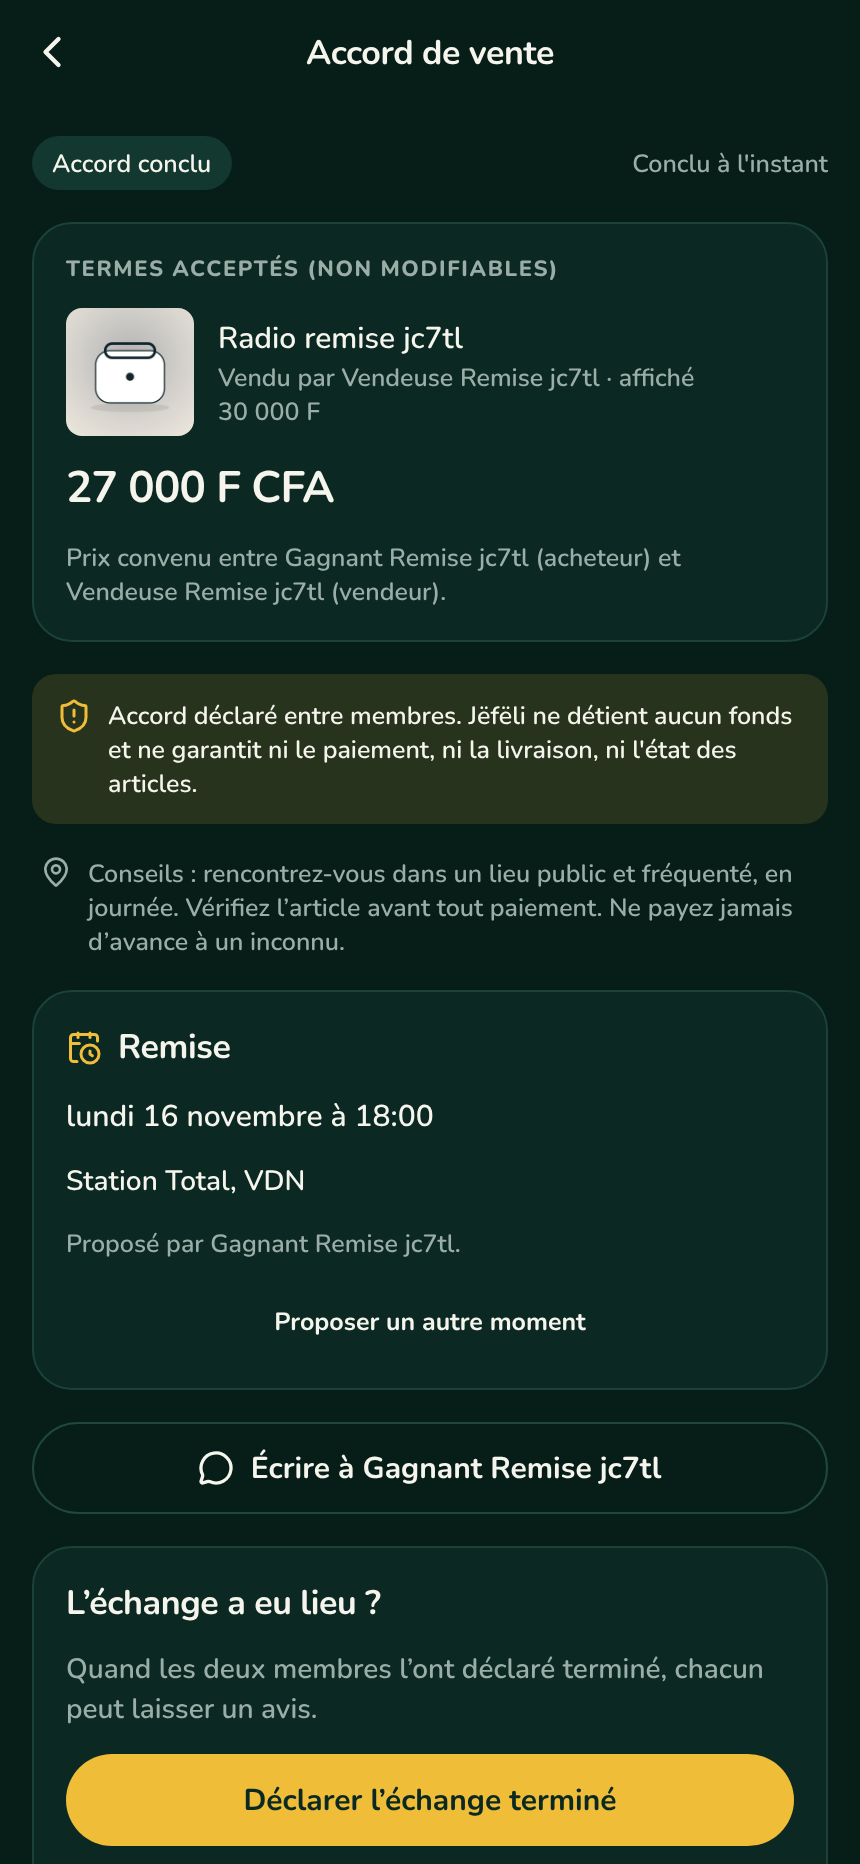 Accord de vente
Accord conclu
Conclu à l'instant
TERMES ACCEPTÉS (NON MODIFIABLES)
Radio remise jc7tl
Vendu par Vendeuse Remise jc7tl · affiché
30 000 F
27 000 F CFA
Prix convenu entre Gagnant Remise jc7tl (acheteur) et
Vendeuse Remise jc7tl (vendeur).
Accord déclaré entre membres. Jëfëli ne détient aucun fonds
et ne garantit ni le paiement, ni la livraison, ni l'état des
articles.
Conseils : rencontrez-vous dans un lieu public et fréquenté, en
journée. Vérifiez l’article avant tout paiement. Ne payez jamais
d’avance à un inconnu.
Remise
lundi 16 novembre à 18:00
Station Total, VDN
Proposé par Gagnant Remise jc7tl.
Proposer un autre moment
Écrire à Gagnant Remise jc7tl
L’échange a eu lieu ?
Quand les deux membres l’ont déclaré terminé, chacun
peut laisser un avis.
Déclarer l’échange terminé